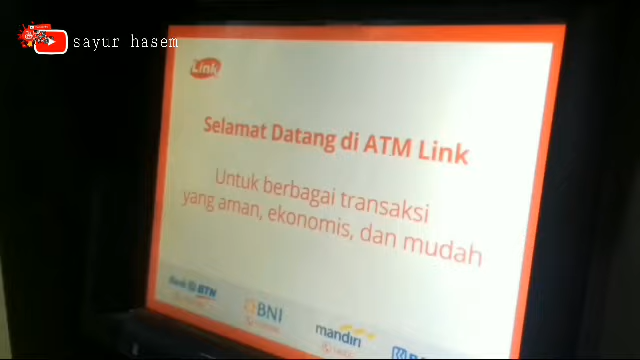 sayur hasem
Link
Selamat Datang di ATM Link
Untuk berbagai transaksi
yang aman, ekonomis, dan mudah
Bank BTN
BNI
mandiri